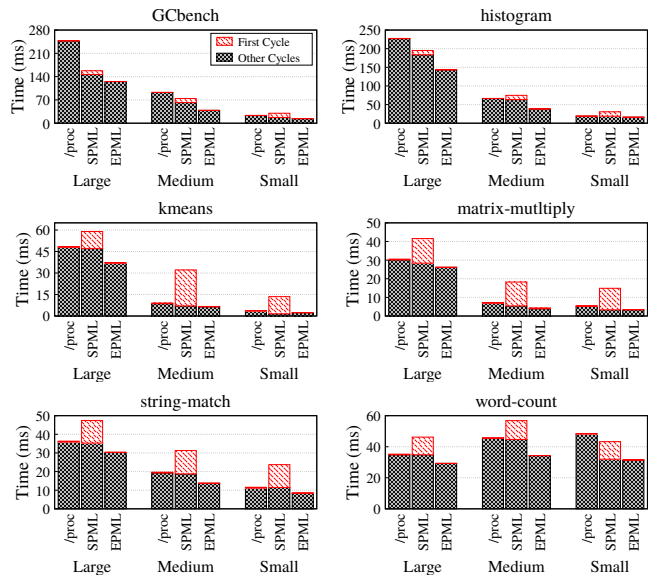 GCbench
280
210
140
70
0
Time (ms)
First Cycle
Other Cycles
/proc
SPML
EPML
/proc
SPML
EPML
/proc
SPML
EPML
Large
Medium
Small
histogram
250
200
150
100
50
0
Time (ms)
/proc
SPML
EPML
/proc
SPML
EPML
/proc
SPML
EPML
Large
Medium
Small
kmeans
60
45
30
15
0
Time (ms)
/proc
SPML
EPML
/proc
SPML
EPML
/proc
SPML
EPML
Large
Medium
Small
matrix-mutltiply
50
40
30
20
10
0
Time (ms)
/proc
SPML
EPML
/proc
SPML
EPML
/proc
SPML
EPML
Large
Medium
Small
string-match
50
40
30
20
10
0
Time (ms)
/proc
SPML
EPML
/proc
SPML
EPML
/proc
SPML
EPML
Large
Medium
Small
word-count
60
40
20
0
Time (ms)
/proc
SPML
EPML
/proc
SPML
EPML
/proc
SPML
EPML
Large
Medium
Small